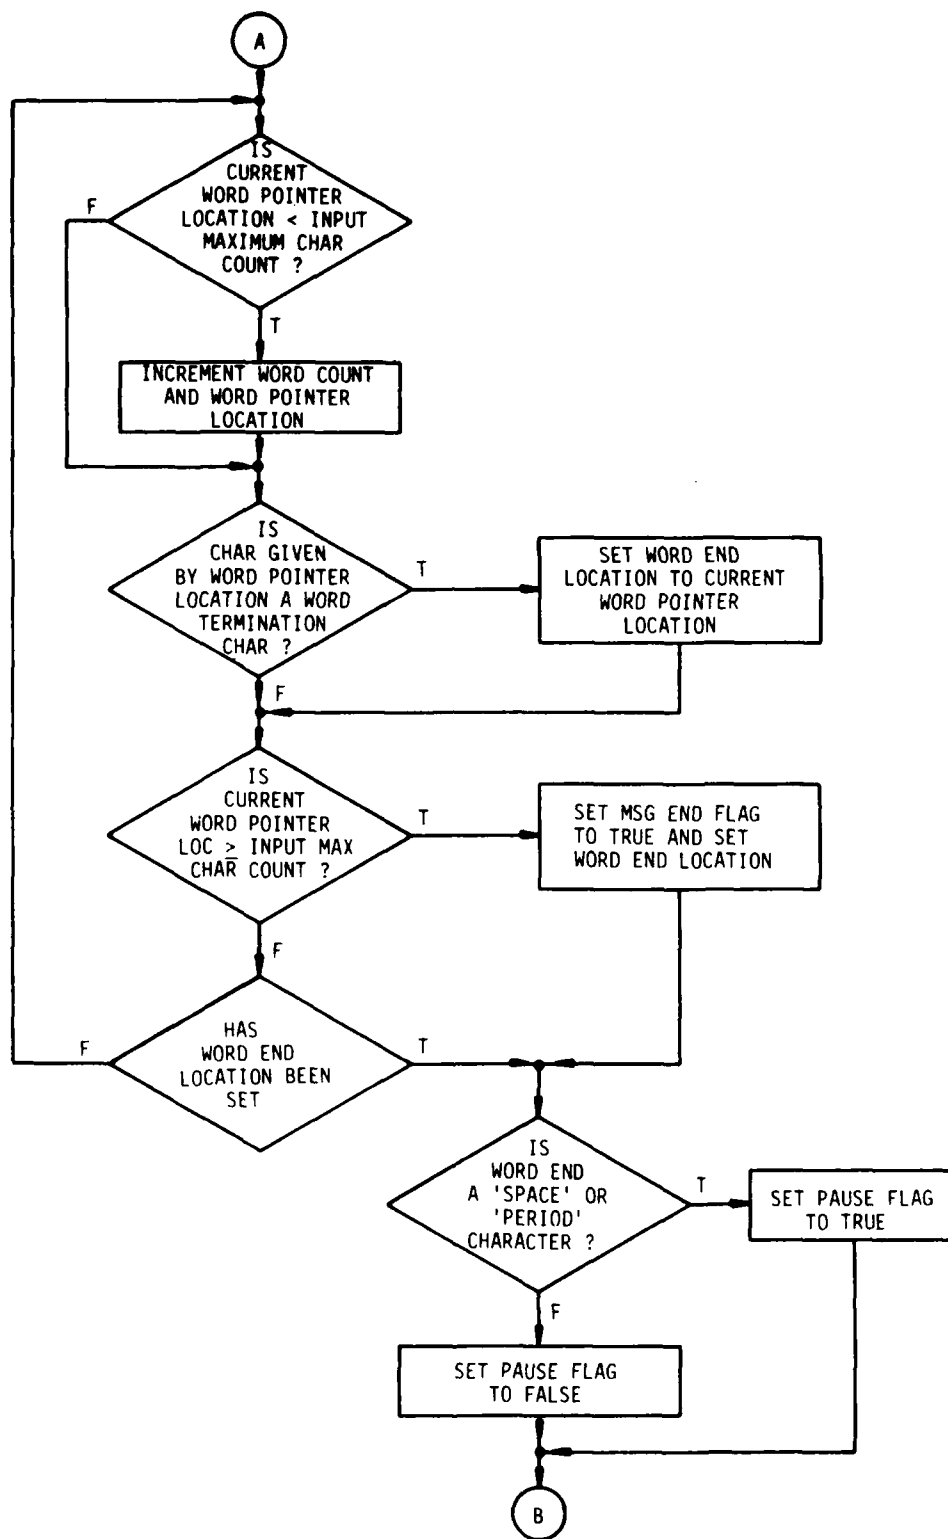 A
IS
CURRENT
WORD POINTER
LOCATION < INPUT
MAXIMUM CHAR
COUNT ?
F
T
INCREMENT WORD COUNT
AND WORD POINTER
LOCATION
IS
CHAR GIVEN
BY WORD POINTER
LOCATION A WORD
TERMINATION
CHAR ?
T
SET WORD END
LOCATION TO CURRENT
WORD POINTER
LOCATION
F
IS
CURRENT
WORD POINTER
LOC ≥ INPUT MAX
CHAR COUNT ?
T
SET MSG END FLAG
TO TRUE AND SET
WORD END LOCATION
F
HAS
WORD END
LOCATION BEEN
SET
F
T
IS
WORD END
A 'SPACE' OR
'PERIOD'
CHARACTER ?
T
SET PAUSE FLAG
TO TRUE
F
SET PAUSE FLAG
TO FALSE
B